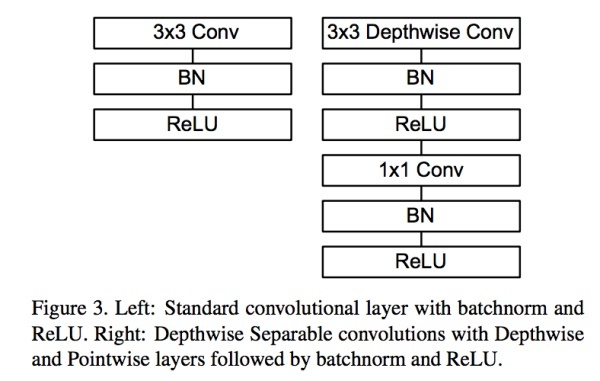 3x3 Conv
BN
ReLU
3x3 Depthwise Conv
BN
ReLU
1x1 Conv
BN
ReLU
Figure 3. Left: Standard convolutional layer with batchnorm and
ReLU. Right: Depthwise Separable convolutions with Depthwise
and Pointwise layers followed by batchnorm and ReLU.